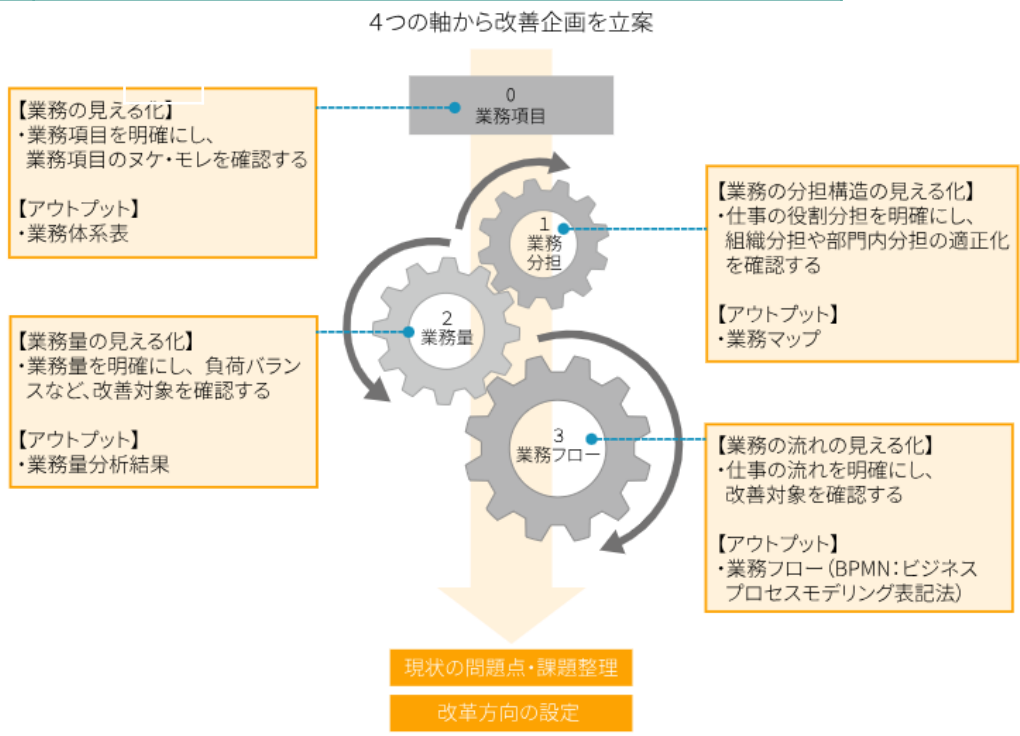 4つの軸から改善企画を立案
0
業務項目
【業務の見える化】
・業務項目を明確にし、
業務項目のヌケ・モレを確認する
【アウトプット】
・業務体系表
1
業務
分担
【業務の分担構造の見える化】
・仕事の役割分担を明確にし、
組織分担や部門内分担の適正化
を確認する
【アウトプット】
・業務マップ
2
業務量
【業務量の見える化】
・業務量を明確にし、負荷バラン
スなど、改善対象を確認する
【アウトプット】
・業務量分析結果
3
業務フロー
【業務の流れの見える化】
・仕事の流れを明確にし、
改善対象を確認する
【アウトプット】
・業務フロー(BPMN:ビジネス
プロセスモデリング表記法)
現状の問題点・課題整理
改革方向の設定